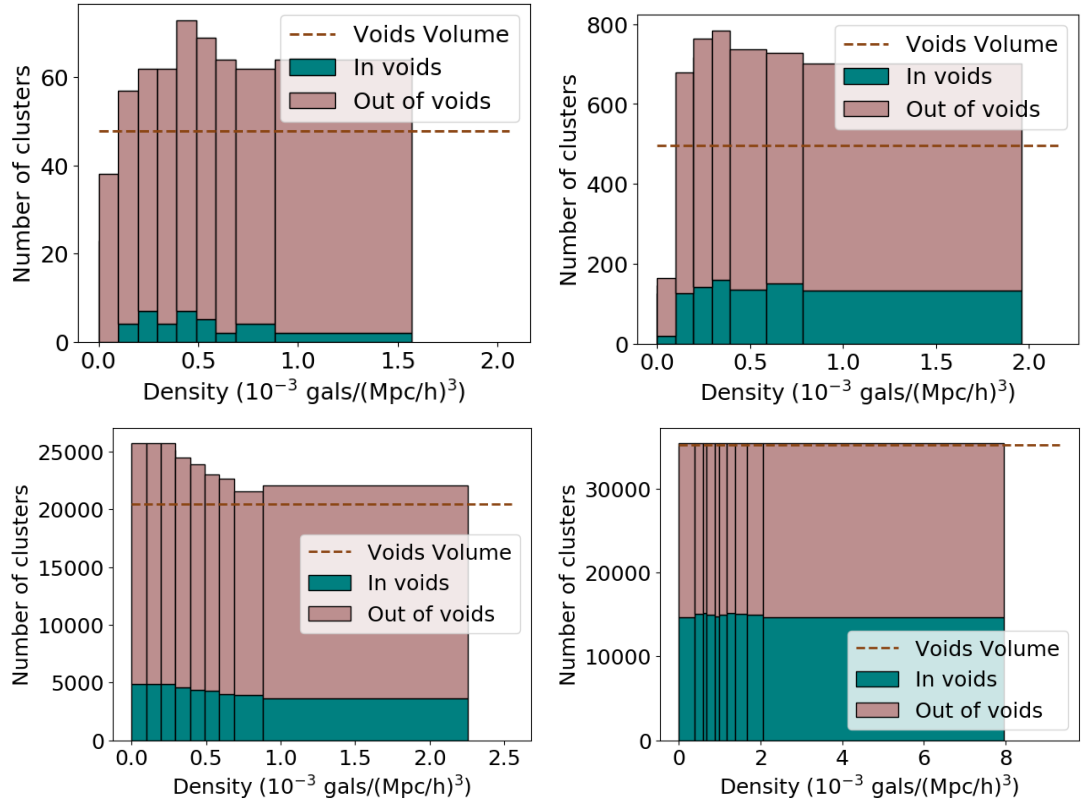 Number of clusters
60
40
20
0
Voids Volume
In voids
Out of voids
0.0 0.5 1.0 1.5 2.0
Density (10⁻³ gals/(Mpc/h)³)
Number of clusters
800
600
400
200
0
Voids Volume
In voids
Out of voids
0.0 0.5 1.0 1.5 2.0
Density (10⁻³ gals/(Mpc/h)³)
Number of clusters
25000
20000
15000
10000
5000
0
Voids Volume
In voids
Out of voids
0.0 0.5 1.0 1.5 2.0 2.5
Density (10⁻³ gals/(Mpc/h)³)
Number of clusters
30000
20000
10000
0
Voids Volume
In voids
Out of voids
0 2 4 6 8
Density (10⁻³ gals/(Mpc/h)³)